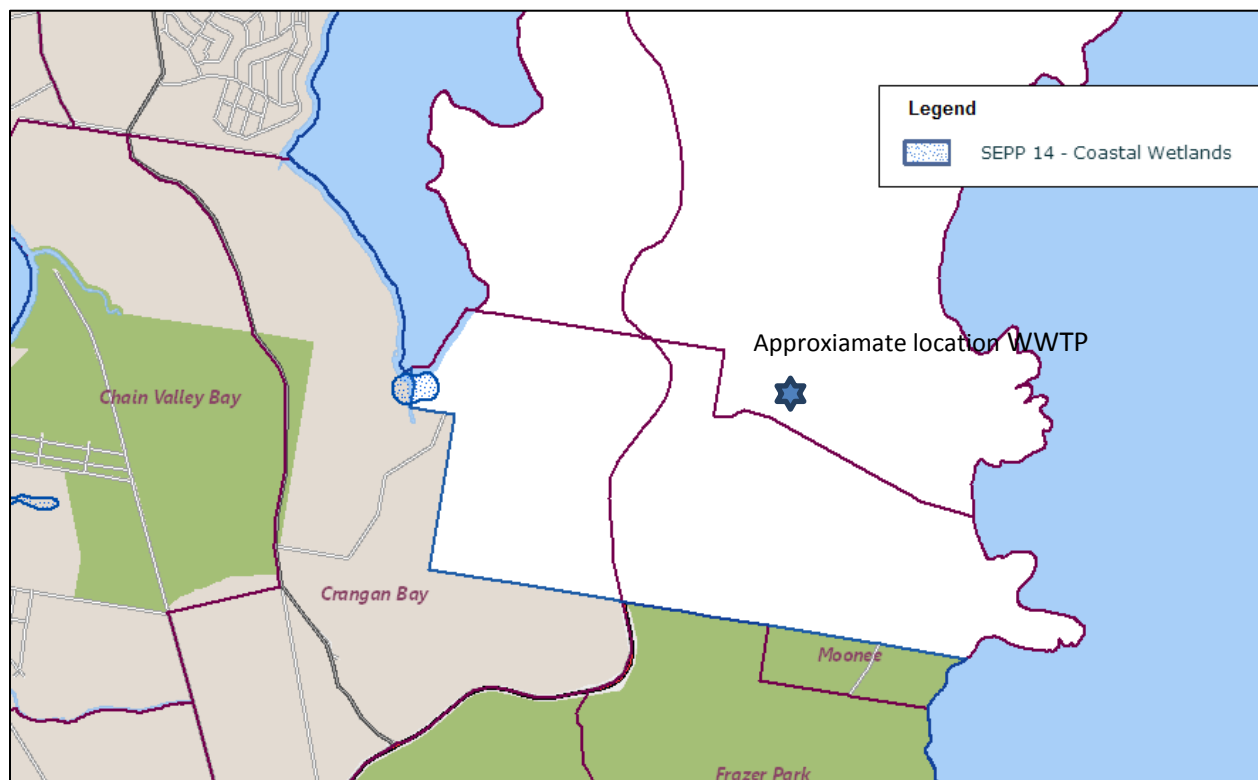 Legend
SEPP 14 - Coastal Wetlands
Approxiamate location WWTP
Chain Valley Bay
Crangan Bay
Moonee
Frazer Park